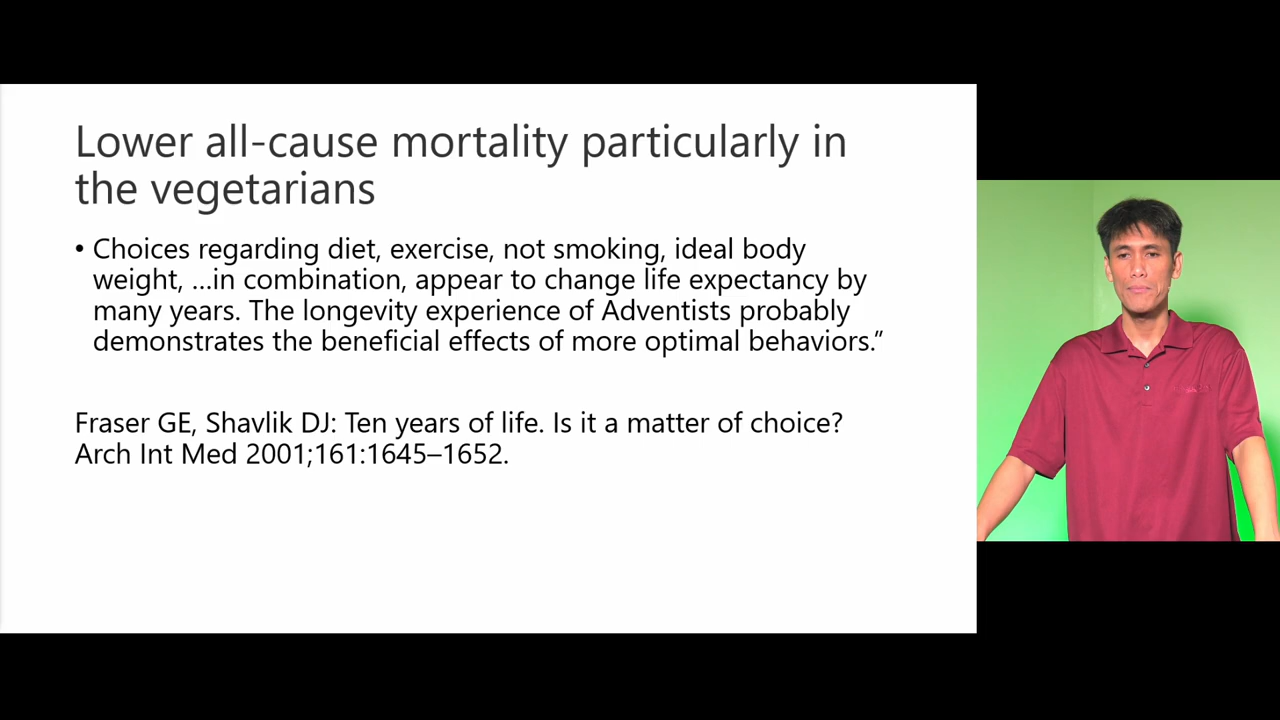 Lower all-cause mortality particularly in
the vegetarians
• Choices regarding diet, exercise, not smoking, ideal body
weight, ...in combination, appear to change life expectancy by
many years. The longevity experience of Adventists probably
demonstrates the beneficial effects of more optimal behaviors.”
Fraser GE, Shavlik DJ: Ten years of life. Is it a matter of choice?
Arch Int Med 2001;161:1645–1652.